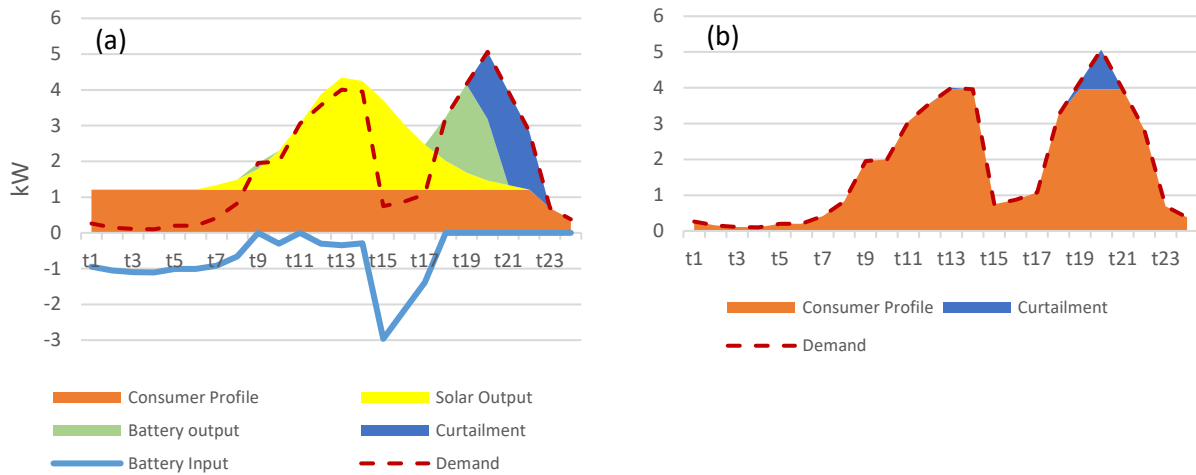 (a)
6
5
4
3
2
1
0
-1
-2
-3
kW
t1 t3 t5 t7 t9 t11 t13 t15 t17 t19 t21 t23
Consumer Profile Solar Output
Battery output Curtailment
Battery Input Demand
(b)
6
5
4
3
2
1
0
t1 t3 t5 t7 t9 t11 t13 t15 t17 t19 t21 t23
Consumer Profile Curtailment
Demand